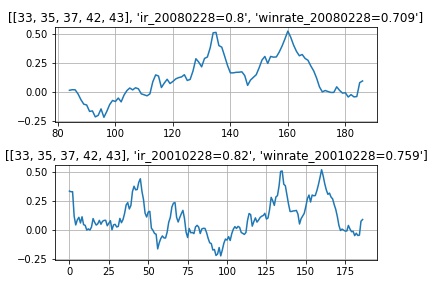 [[33, 35, 37, 42, 43], 'ir_20080228=0.8', 'winrate_20080228=0.709']
0.50
0.25
0.00
−0.25
80 100 120 140 160 180
[[33, 35, 37, 42, 43], 'ir_20010228=0.82', 'winrate_20010228=0.759']
0.50
0.25
0.00
−0.25
0 25 50 75 100 125 150 175